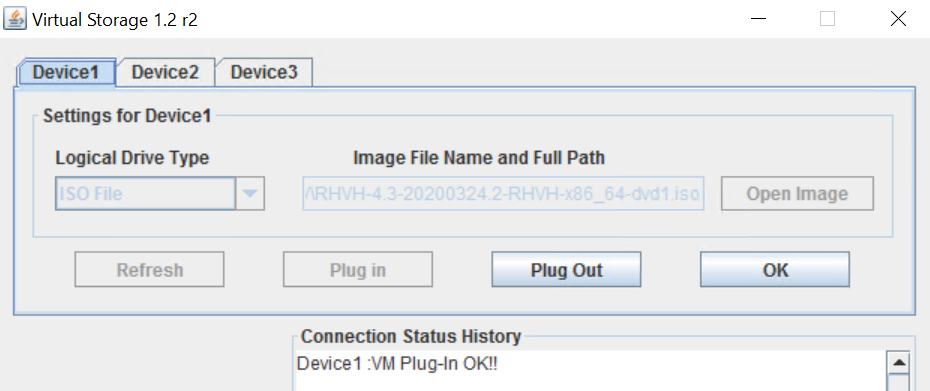 Virtual Storage 1.2 r2
Device1 Device2 Device3
Settings for Device1
Logical Drive Type Image File Name and Full Path
ISO File \RHVH-4.3-20200324.2-RHVH-x86_64-dvd1.iso Open Image
Refresh Plug in Plug Out OK
Connection Status History
Device1 :VM Plug-In OK!!